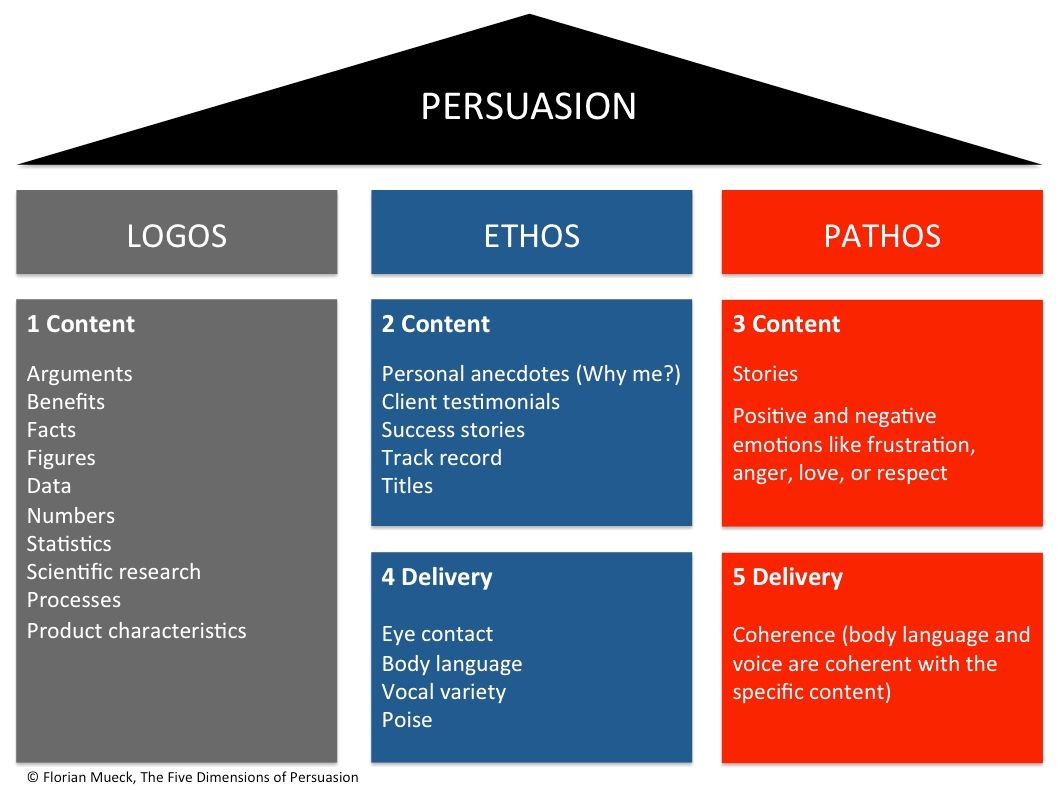 PERSUASION
LOGOS
ETHOS
PATHOS
1 Content
Arguments
Benefits
Facts
Figures
Data
Numbers
Statistics
Scientific research
Processes
Product characteristics
2 Content
Personal anecdotes (Why me?)
Client testimonials
Success stories
Track record
Titles
3 Content
Stories
Positive and negative
emotions like frustration,
anger, love, or respect
4 Delivery
Eye contact
Body language
Vocal variety
Poise
5 Delivery
Coherence (body language and
voice are coherent with the
specific content)
© Florian Mueck, The Five Dimensions of Persuasion